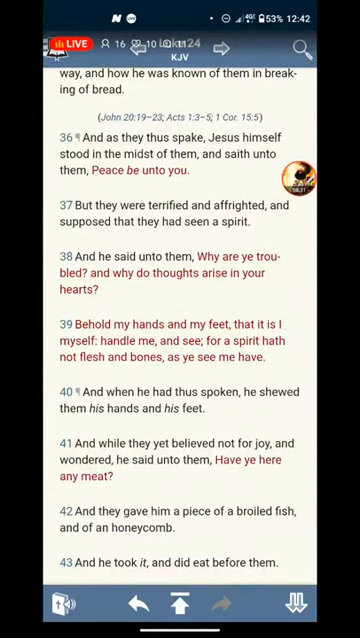 LIVE
53% 12:42
LIVE 16 10 11
KJV
way, and how he was known of them in break-
ing of bread.
(John 20:19–23; Acts 1:3–5; 1 Cor. 15:5)
36 ¶ And as they thus spake, Jesus himself
stood in the midst of them, and saith unto
them, Peace be unto you.
37 But they were terrified and affrighted, and
supposed that they had seen a spirit.
38 And he said unto them, Why are ye trou-
bled? and why do thoughts arise in your
hearts?
39 Behold my hands and my feet, that it is I
myself: handle me, and see; for a spirit hath
not flesh and bones, as ye see me have.
40 ¶ And when he had thus spoken, he shewed
them his hands and his feet.
41 And while they yet believed not for joy, and
wondered, he said unto them, Have ye here
any meat?
42 And they gave him a piece of a broiled fish,
and of an honeycomb.
43 And he took it, and did eat before them.